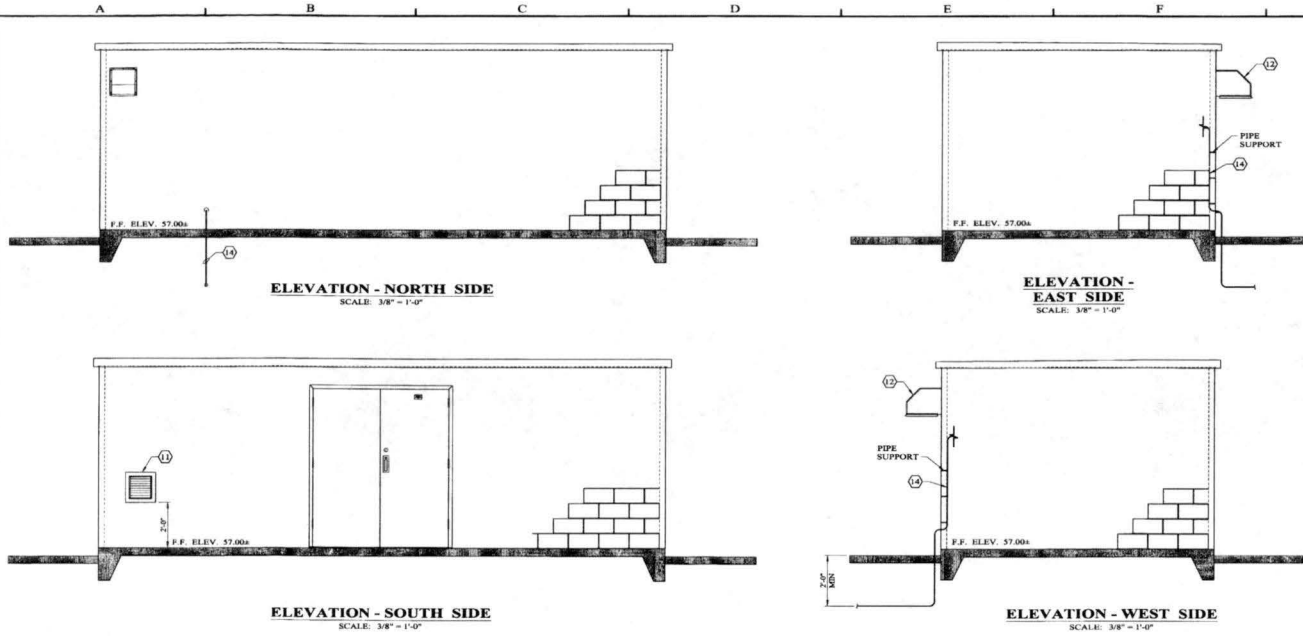 A B C D E F
12
PIPE
SUPPORT
14
F.F. ELEV. 57.00±
14
F.F. ELEV. 57.00±
ELEVATION - NORTH SIDE
SCALE: 3/8" = 1'-0"
ELEVATION -
EAST SIDE
SCALE: 3/8" = 1'-0"
11
2'-0"
F.F. ELEV. 57.00±
12
PIPE
SUPPORT
14
F.F. ELEV. 57.00±
2'-0"
MIN
ELEVATION - SOUTH SIDE
SCALE: 3/8" = 1'-0"
ELEVATION - WEST SIDE
SCALE: 3/8" = 1'-0"